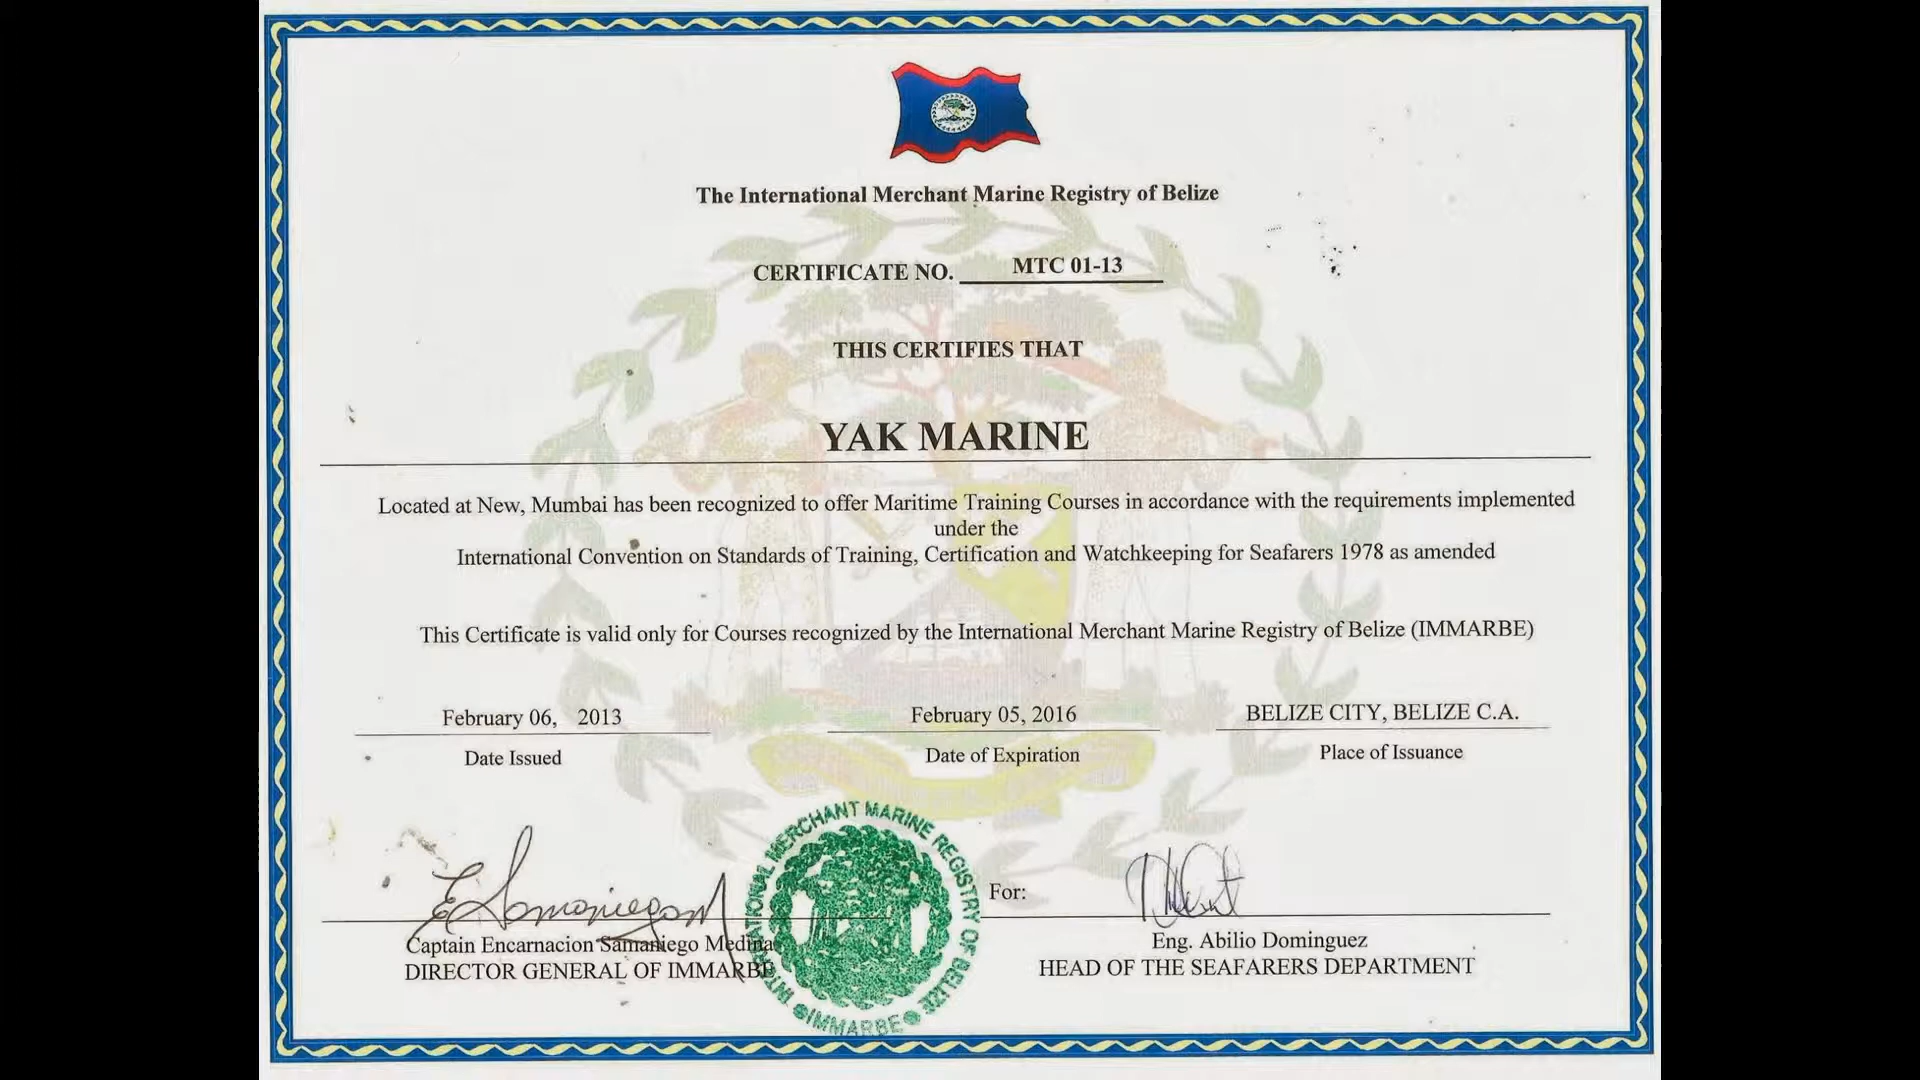 The International Merchant Marine Registry of Belize
CERTIFICATE NO. MTC 01-13
THIS CERTIFIES THAT
YAK MARINE
Located at New, Mumbai has been recognized to offer Maritime Training Courses in accordance with the requirements implemented
under the
International Convention on Standards of Training, Certification and Watchkeeping for Seafarers 1978 as amended
This Certificate is valid only for Courses recognized by the International Merchant Marine Registry of Belize (IMMARBE)
February 06, 2013
February 05, 2016
BELIZE CITY, BELIZE C.A.
Date Issued
Date of Expiration
Place of Issuance
E Samaniego M
For:
Captain Encarnacion Samaniego Medina
DIRECTOR GENERAL OF IMMARBE
Eng. Abilio Dominguez
HEAD OF THE SEAFARERS DEPARTMENT
INTERNATIONAL MERCHANT MARINE REGISTRY OF BELIZE
IMMARBE